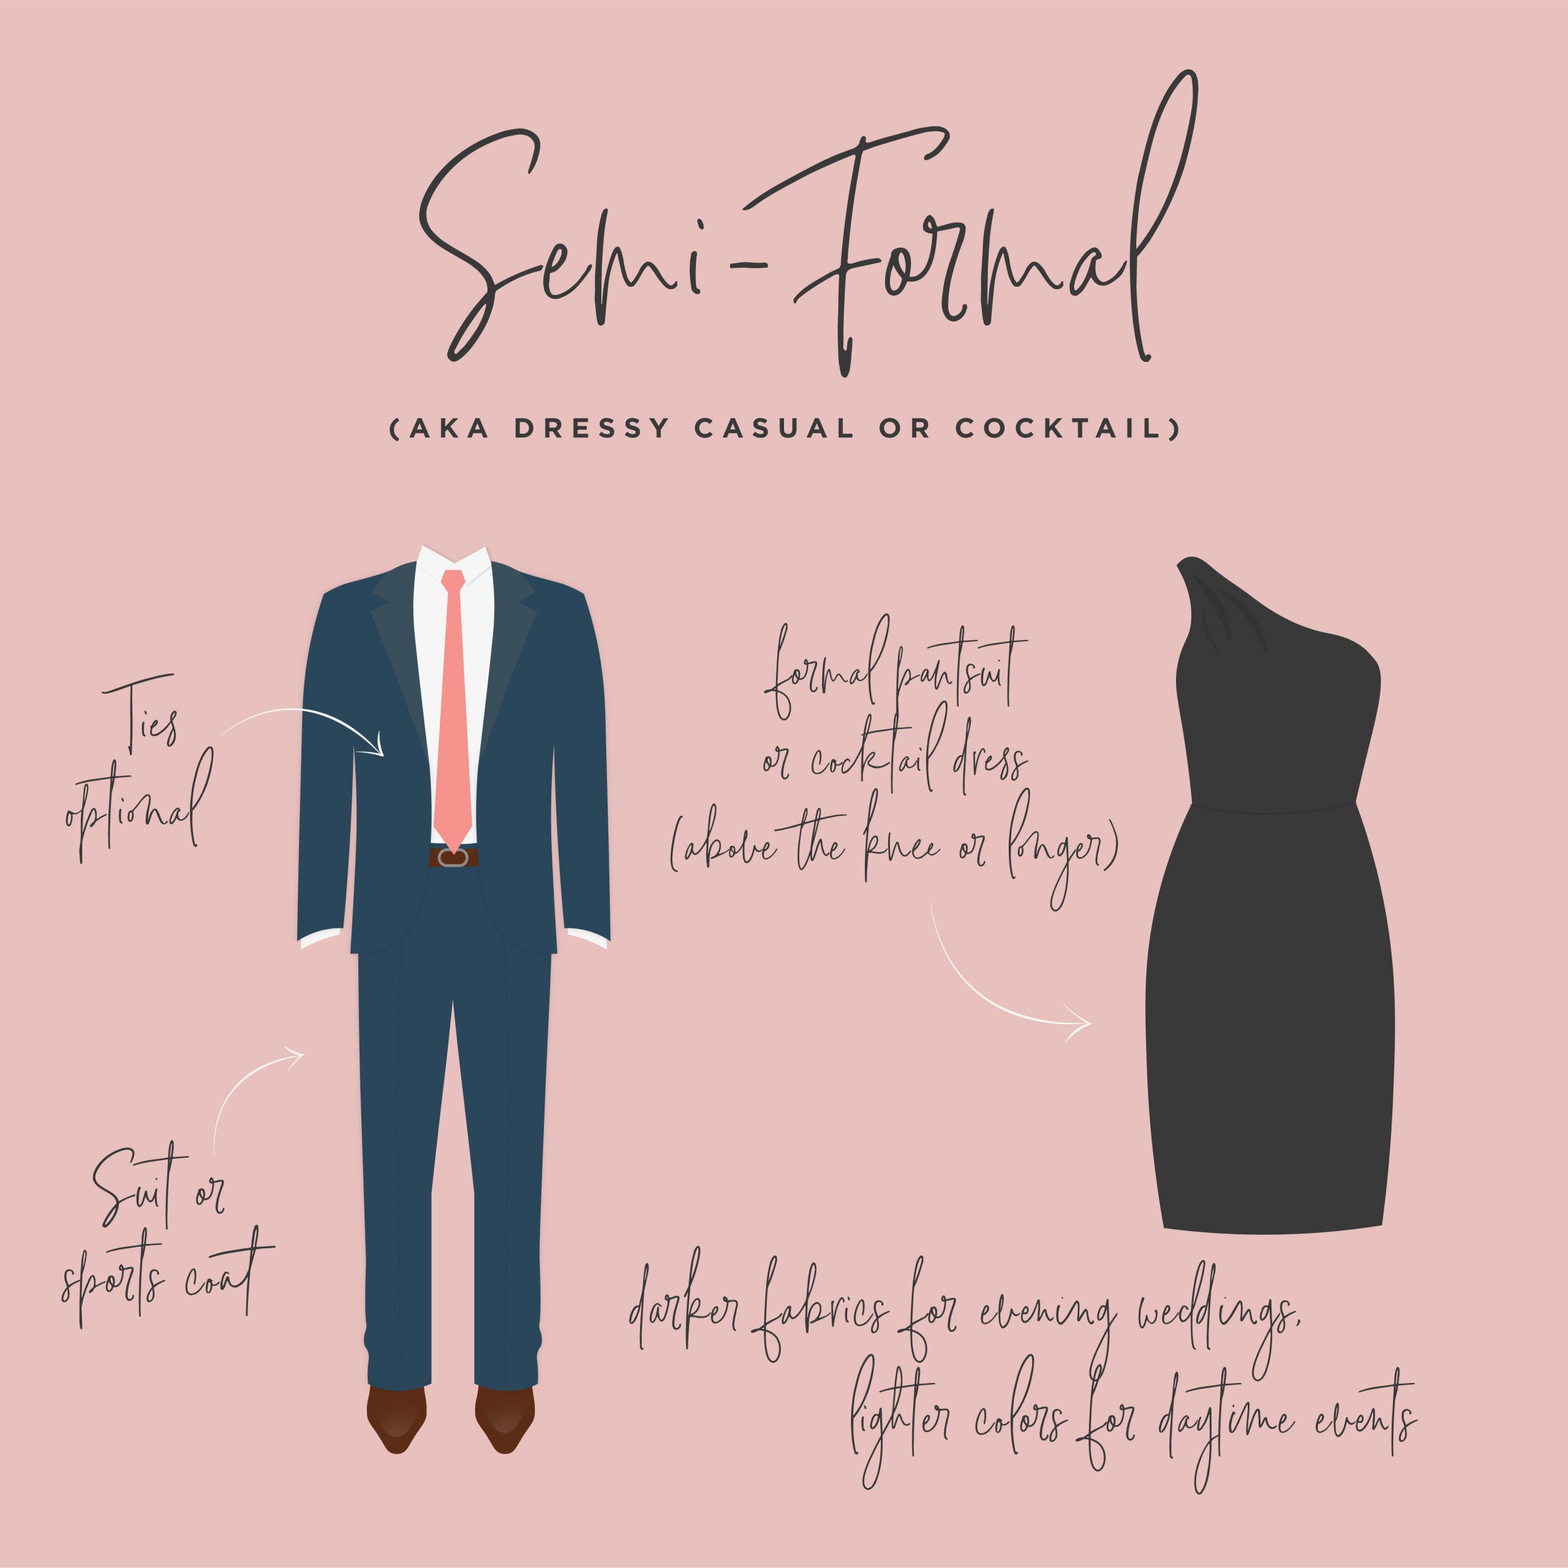 Semi-Formal
(AKA DRESSY CASUAL OR COCKTAIL)
Ties
optional
formal pantsuit
or cocktail dress
(above the knee or longer)
Suit or
sports coat
darker fabrics for evening weddings,
lighter colors for daytime events